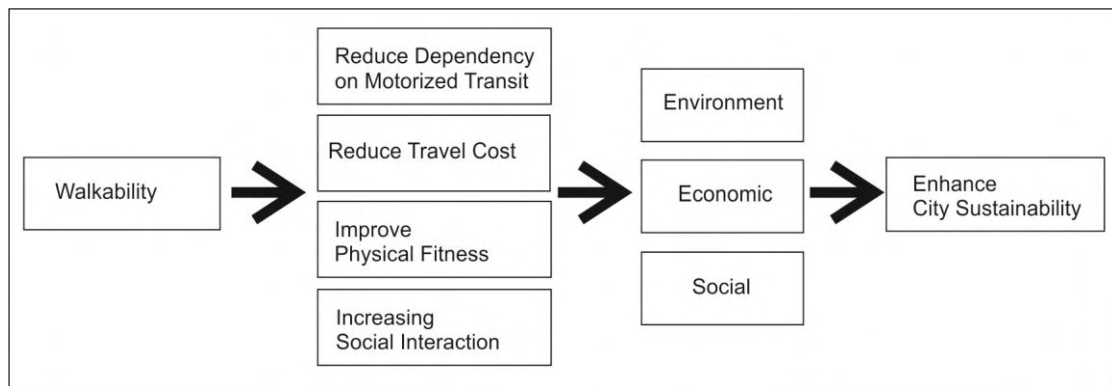 Walkability
Reduce Dependency
on Motorized Transit
Reduce Travel Cost
Improve
Physical Fitness
Increasing
Social Interaction
Environment
Economic
Social
Enhance
City Sustainability